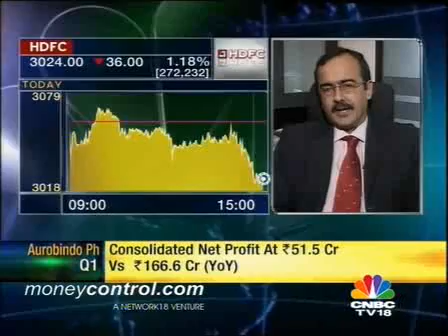 HDFC
3024.00 36.00 1.18%
[272,232]
HDFC
TODAY
3079
3018
09:00 15:00
Aurobindo Ph
Q1
Consolidated Net Profit At ₹51.5 Cr
Vs ₹166.6 Cr (YoY)
moneycontrol.com
A NETWORK18 VENTURE
CNBC
TV18